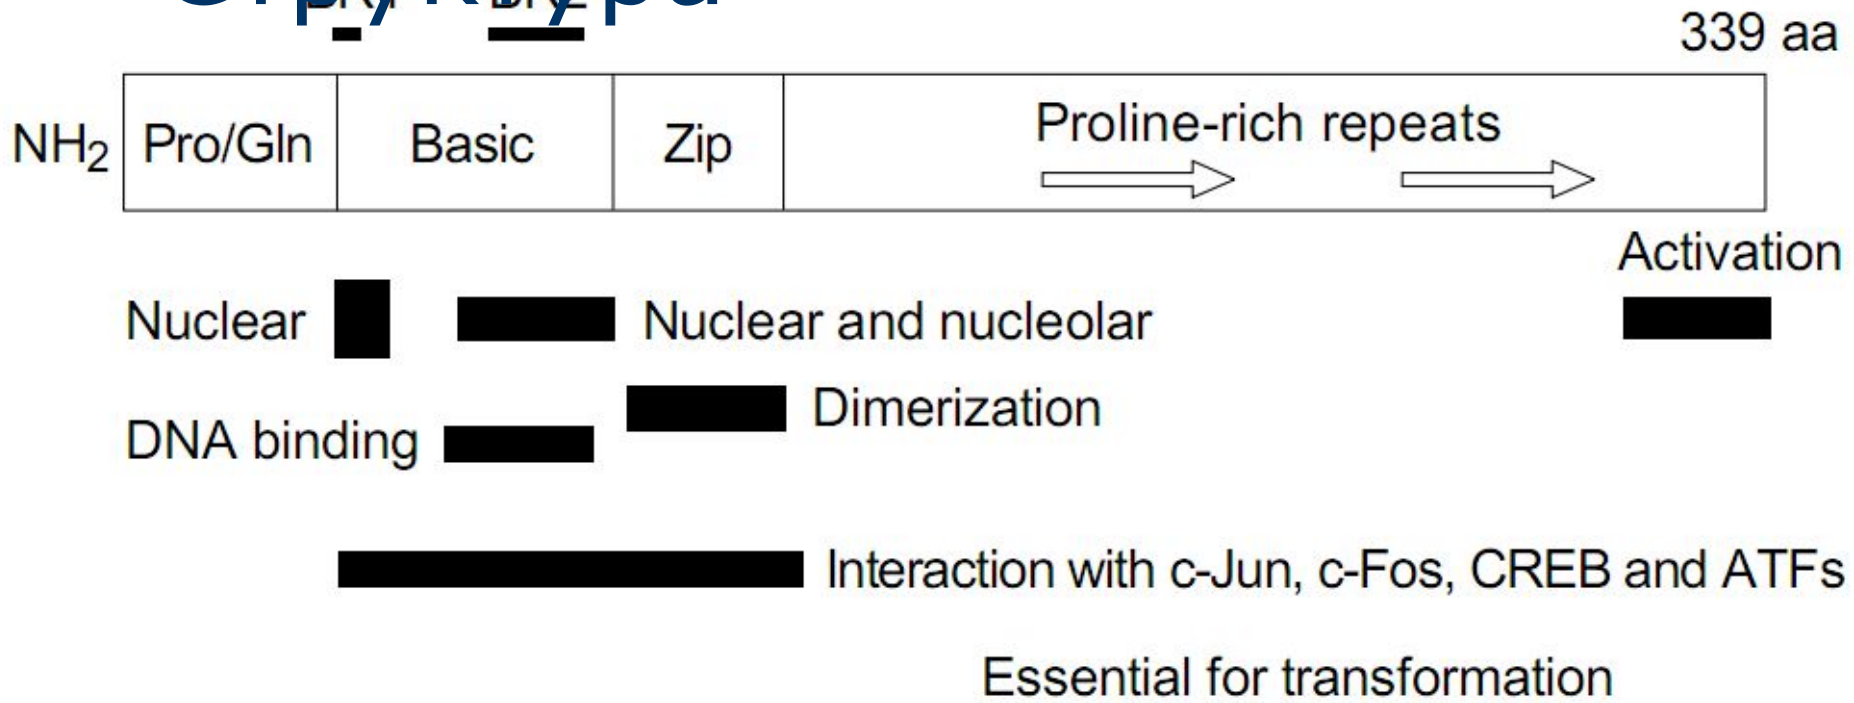 339 aa
NH2 Pro/Gln Basic Zip Proline-rich repeats
Activation
Nuclear Nuclear and nucleolar
Dimerization
DNA binding
Interaction with c-Jun, c-Fos, CREB and ATFs
Essential for transformation